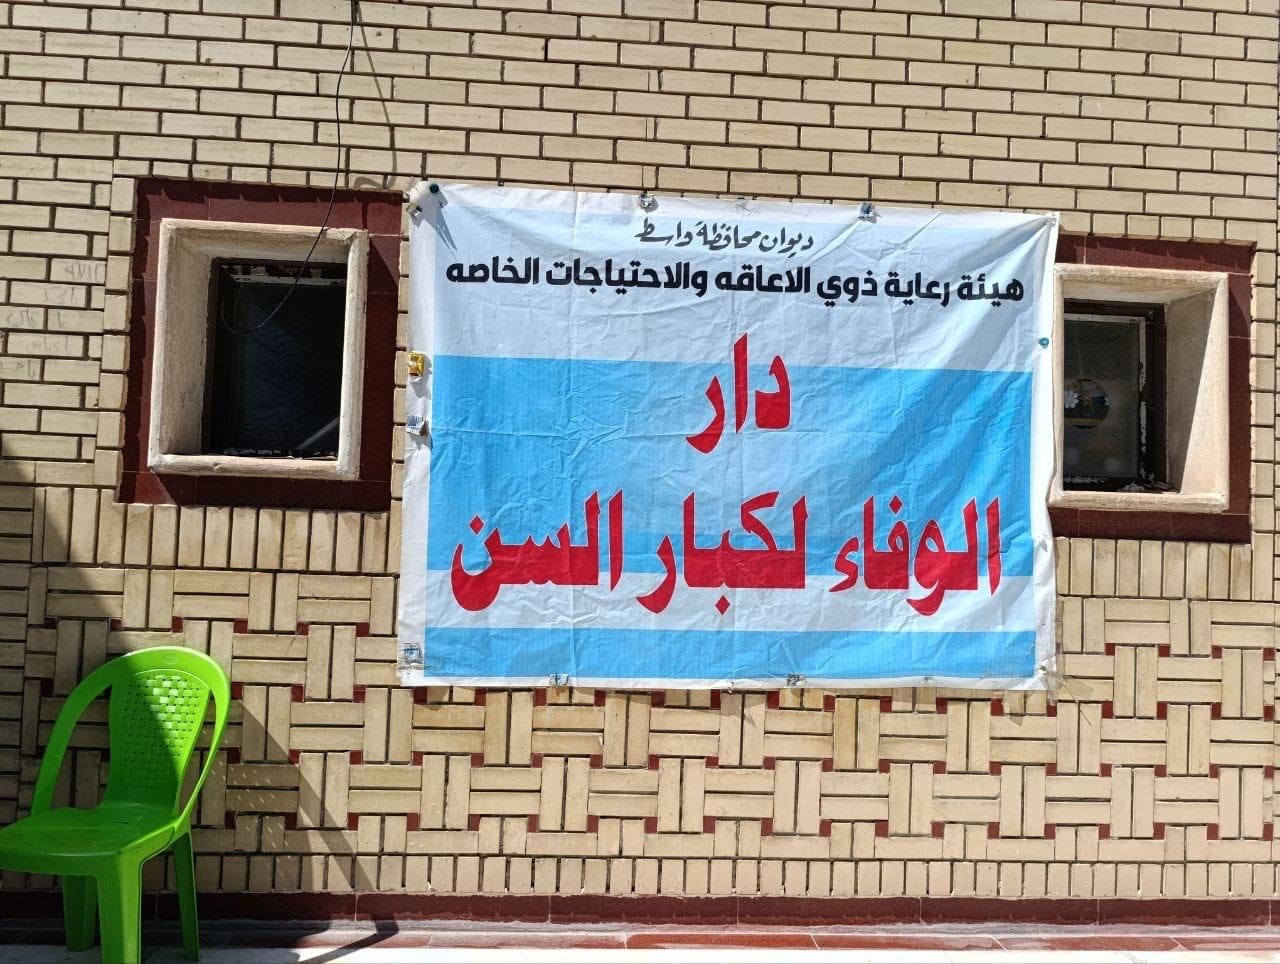 ديوان محافظة واسط
هيئة رعاية ذوي الاعاقه والاحتياجات الخاصه
دار
الوفاء لكبار السن